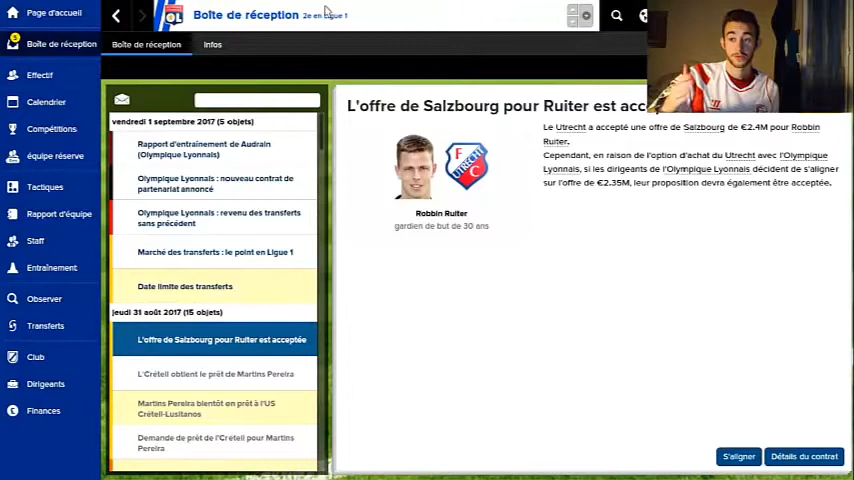 Page d'accueil
Boîte de réception
2e en Ligue 1
5
Boîte de réception
Boîte de réception
Infos
Effectif
Calendrier
Compétitions
équipe réserve
Tactiques
Rapport d'équipe
Staff
Entraînement
Observer
Transferts
Club
Dirigeants
Finances
vendredi 1 septembre 2017 (5 objets)
Rapport d'entraînement de Audrain
(Olympique Lyonnais)
Olympique Lyonnais : nouveau contrat de
partenariat annoncé
Olympique Lyonnais : revenu des transferts
sans précédent
Marché des transferts : le point en Ligue 1
Date limite des transferts
jeudi 31 août 2017 (15 objets)
L'offre de Salzbourg pour Ruiter est acceptée
L'Créteil obtient le prêt de Martins Pereira
Martins Pereira bientôt en prêt à l'US
Créteil-Lusitanos
Demande de prêt de l'Créteil pour Martins
Pereira
L'offre de Salzbourg pour Ruiter est acc
FC
UTRECHT
Robbin Ruiter
gardien de but de 30 ans
Le Utrecht a accepté une offre de Salzbourg de €2.4M pour Robbin
Ruiter.
Cependant, en raison de l'option d'achat du Utrecht avec l'Olympique
Lyonnais, si les dirigeants de l'Olympique Lyonnais décident de s'aligner
sur l'offre de €2.35M, leur proposition devra également être acceptée.
S'aligner
Détails du contrat